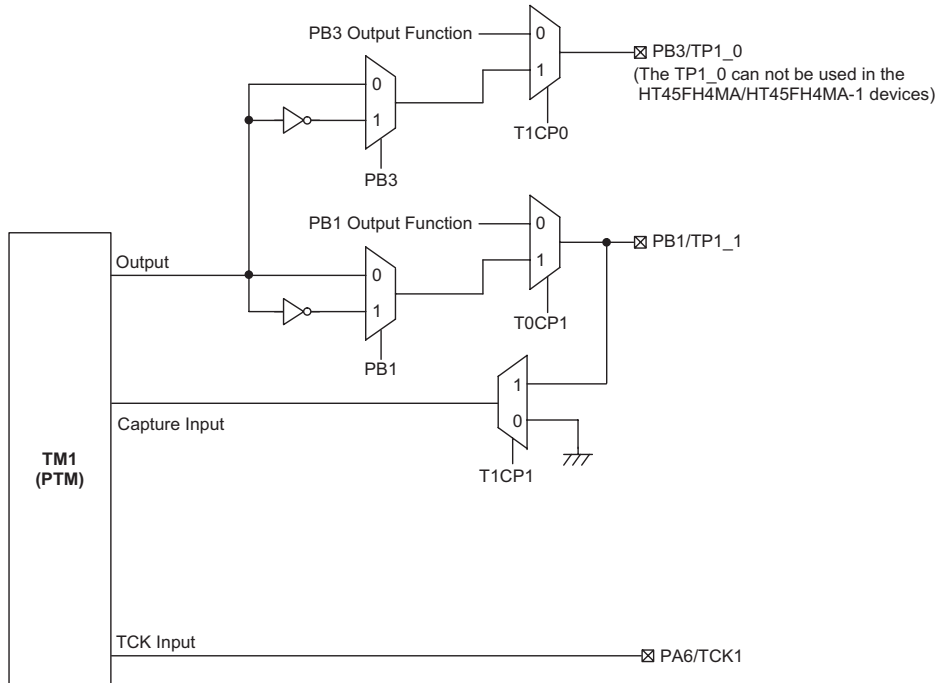 PB3 Output Function
0
1
PB3/TP1_0
(The TP1_0 can not be used in the
HT45FH4MA/HT45FH4MA-1 devices)
0
1
T1CP0
PB3
PB1 Output Function
0
1
PB1/TP1_1
Output
0
1
T0CP1
PB1
1
0
Capture Input
T1CP1
TM1
(PTM)
TCK Input
PA6/TCK1